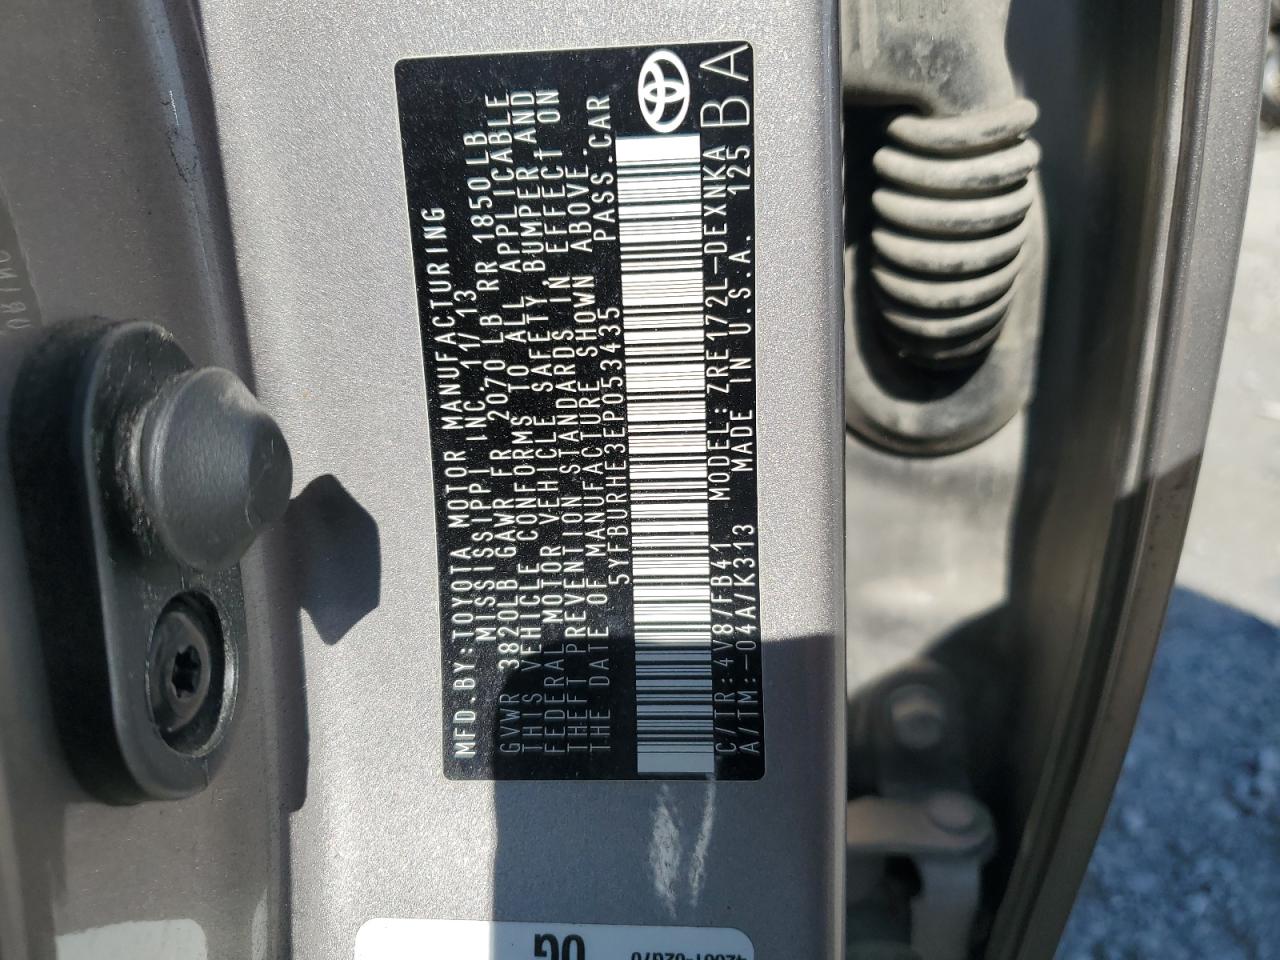 MFD.BY:TOYOTA MOTOR MANUFACTURING
MISSISSIPPI INC 11/13
GVWR 3820LB GAWR FR 2070 LB RR 1850LB
THIS VEHICLE CONFORMS TO ALL APPLICABLE
FEDERAL MOTOR VEHICLE SAFETY BUMPER AND
THEFT PREVENTION STANDARDS IN EFFECT ON
THE DATE OF MANUFACTURE SHOWN ABOVE.
5YFBURHE3EP053435 PASS.CAR
C/TR:4V8/FB41 MODEL:ZRE172L-DEXNKA BA
A/TM:-04A/K313 MADE IN U.S.A. 125